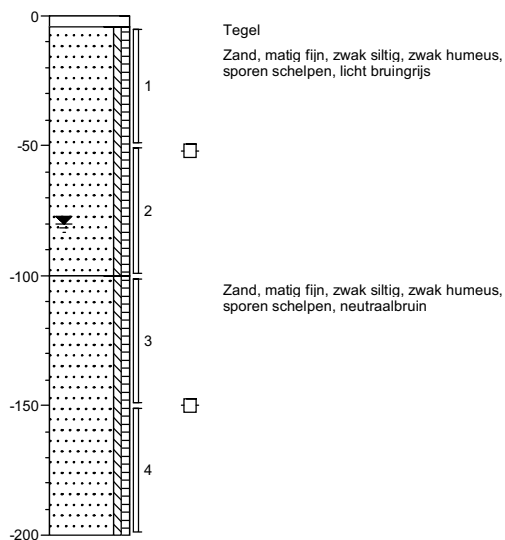 0
Tegel
Zand, matig fijn, zwak siltig, zwak humeus,
sporen schelpen, licht bruingrijs
1
-50
2
-100
Zand, matig fijn, zwak siltig, zwak humeus,
sporen schelpen, neutraalbruin
3
-150
4
-200